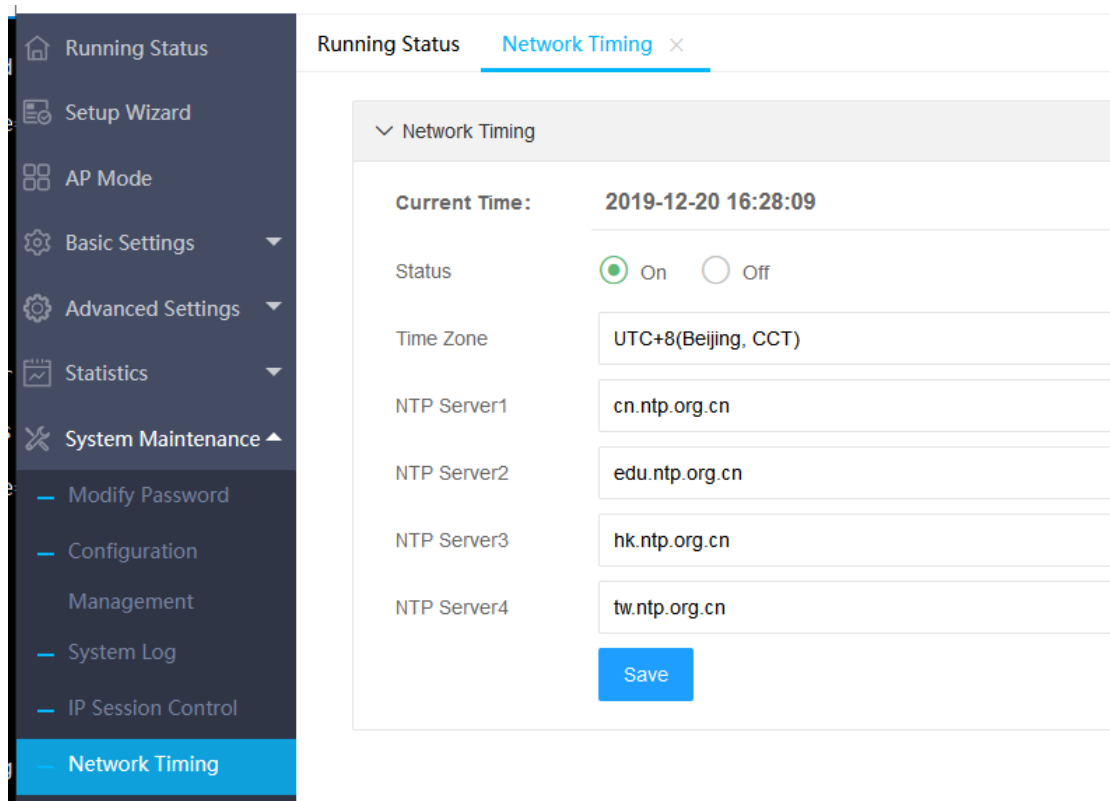 Running Status
Setup Wizard
AP Mode
Basic Settings
Advanced Settings
Statistics
System Maintenance
Modify Password
Configuration
Management
System Log
IP Session Control
Network Timing
Running Status Network Timing
Network Timing
Current Time: 2019-12-20 16:28:09
Status On Off
Time Zone UTC+8(Beijing, CCT)
NTP Server1 cn.ntp.org.cn
NTP Server2 edu.ntp.org.cn
NTP Server3 hk.ntp.org.cn
NTP Server4 tw.ntp.org.cn
Save